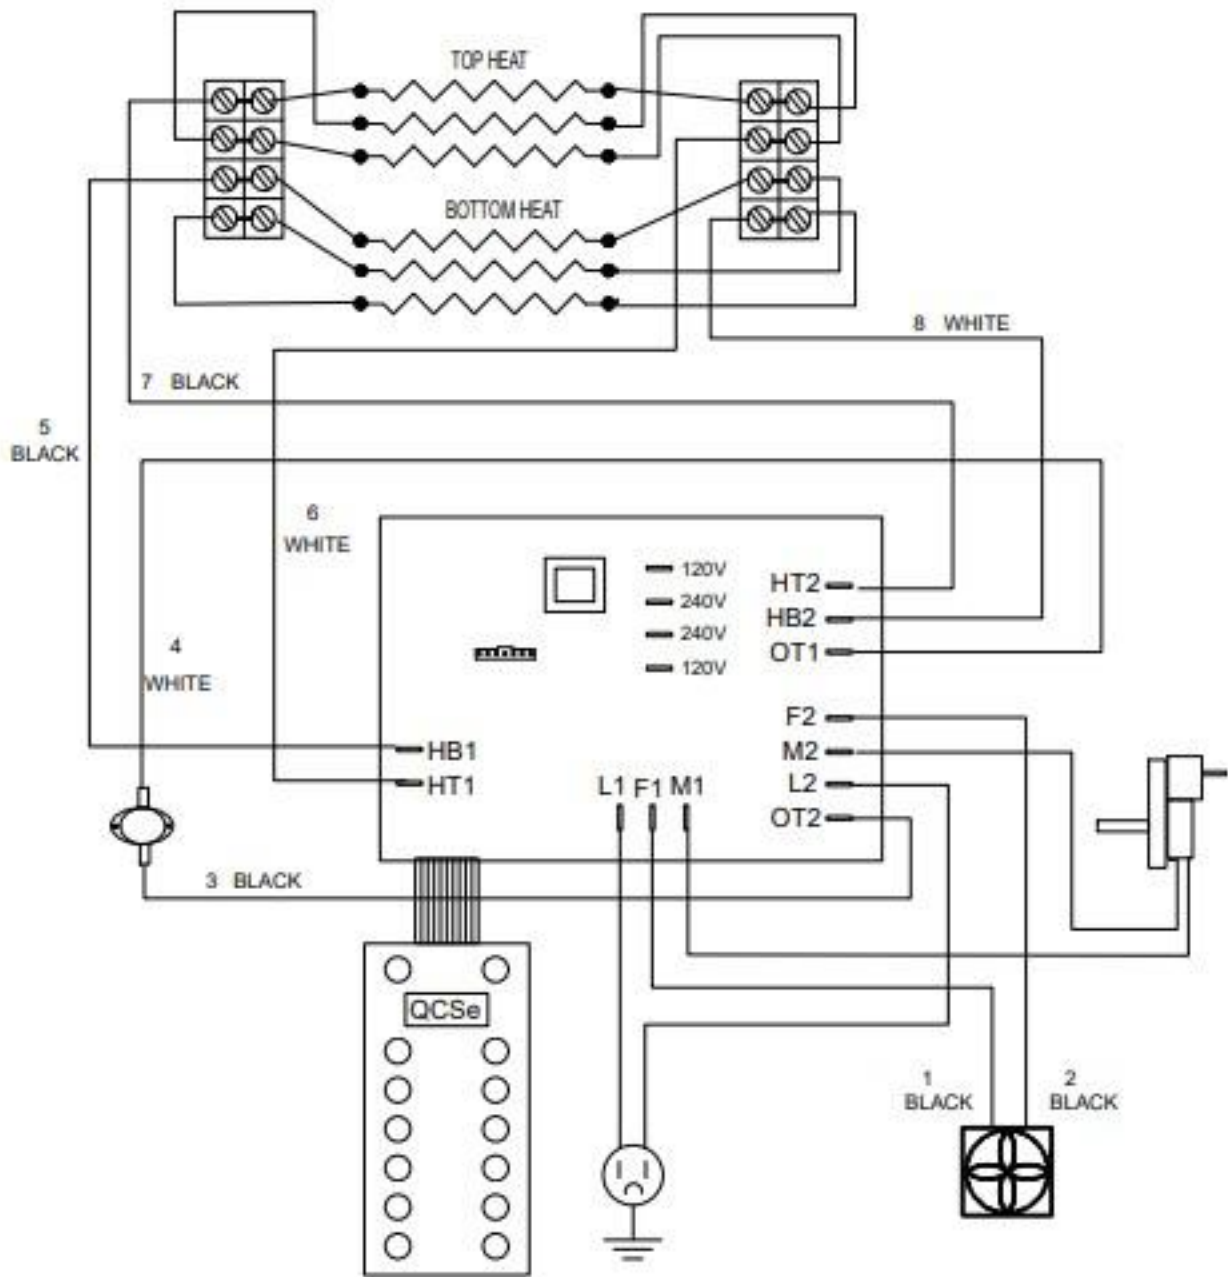 TOP HEAT
BOTTOM HEAT
8 WHITE
7 BLACK
5
BLACK
6
WHITE
120V
240V
240V
120V
HT2
HB2
OT1
4
WHITE
F2
M2
L2
OT2
HB1
HT1
L1 F1 M1
3 BLACK
QCSe
1
BLACK
2
BLACK